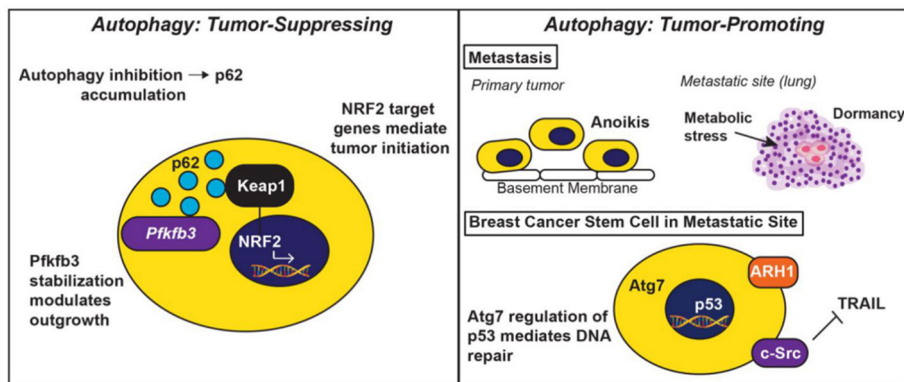 Autophagy: Tumor-Suppressing
Autophagy inhibition → p62
accumulation
NRF2 target
genes mediate
tumor initiation
p62
Keap1
Pfkfb3
NRF2
Pfkfb3
stabilization
modulates
outgrowth
Autophagy: Tumor-Promoting
Metastasis
Primary tumor
Anoikis
Basement Membrane
Metastatic site (lung)
Metabolic
stress
Dormancy
Breast Cancer Stem Cell in Metastatic Site
Atg7
p53
ARH1
TRAIL
c-Src
Atg7 regulation of
p53 mediates DNA
repair